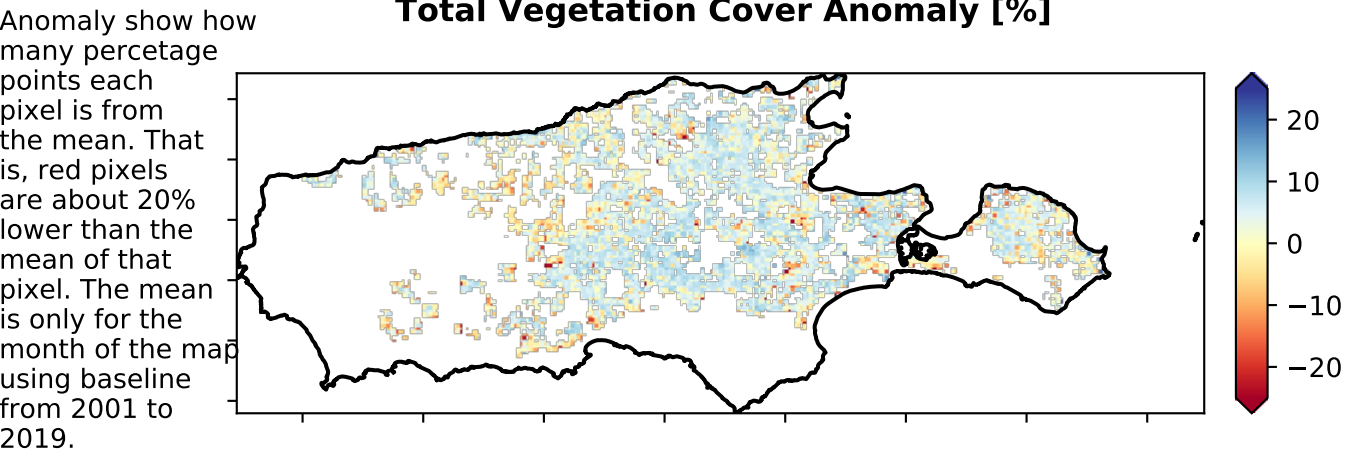 Total Vegetation Cover Anomaly [%]
Anomaly show how
many percetage
points each
pixel is from
the mean. That
is, red pixels
are about 20%
lower than the
mean of that
pixel. The mean
is only for the
month of the map
using baseline
from 2001 to
2019.
20
10
0
−10
−20